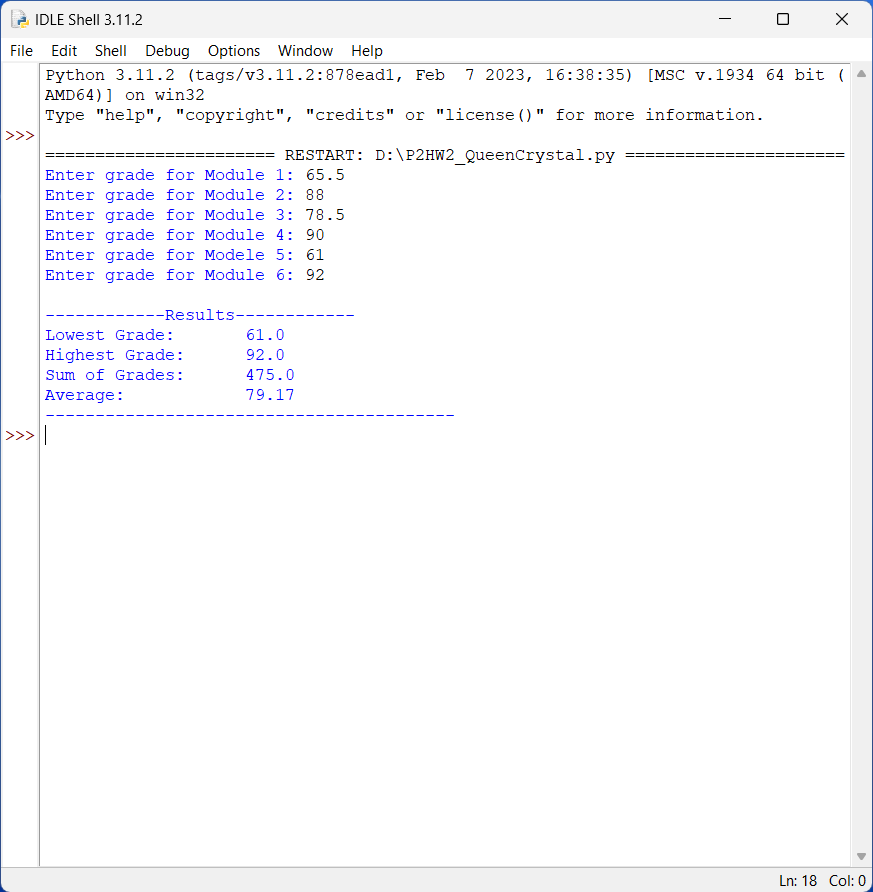 IDLE Shell 3.11.2
File Edit Shell Debug Options Window Help
Python 3.11.2 (tags/v3.11.2:878ead1, Feb  7 2023, 16:38:35) [MSC v.1934 64 bit (
AMD64)] on win32
Type "help", "copyright", "credits" or "license()" for more information.
>>>
======================= RESTART: D:\P2HW2_QueenCrystal.py ======================
Enter grade for Module 1: 65.5
Enter grade for Module 2: 88
Enter grade for Module 3: 78.5
Enter grade for Module 4: 90
Enter grade for Modele 5: 61
Enter grade for Module 6: 92
------------Results------------
Lowest Grade:       61.0
Highest Grade:      92.0
Sum of Grades:      475.0
Average:            79.17
-----------------------------------------
>>>
Ln: 18 Col: 0